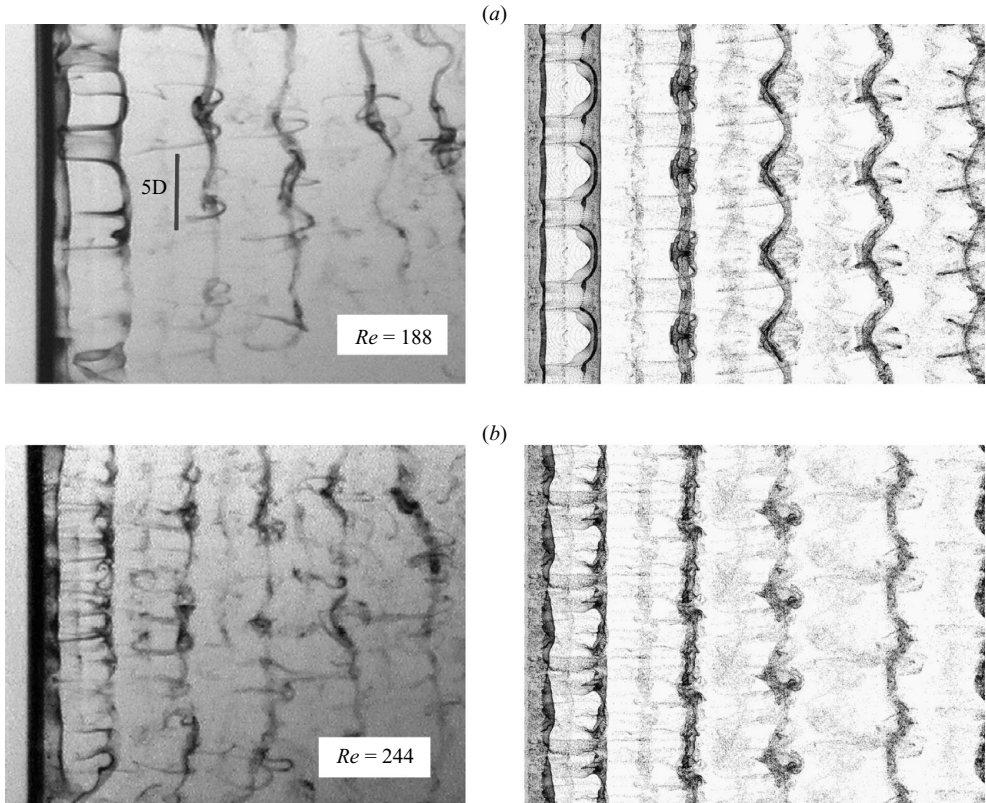 (a)
5D
Re = 188
(b)
Re = 244